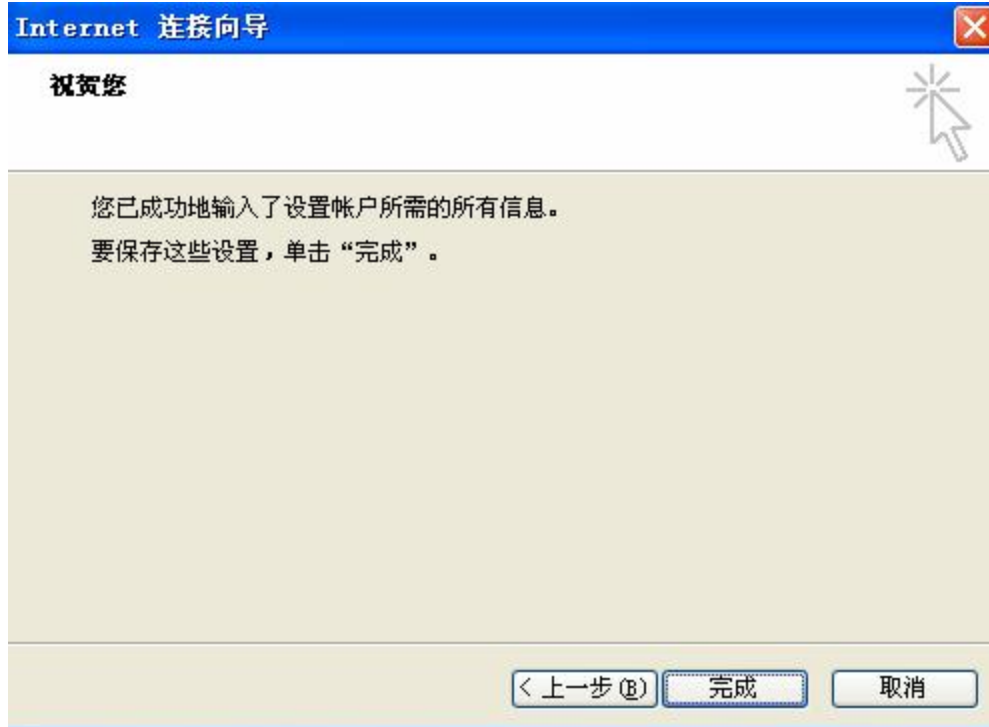 Internet 连接向导
祝贺您
您已成功地输入了设置帐户所需的所有信息。
要保存这些设置，单击“完成”。
< 上一步(B)  完成  取消